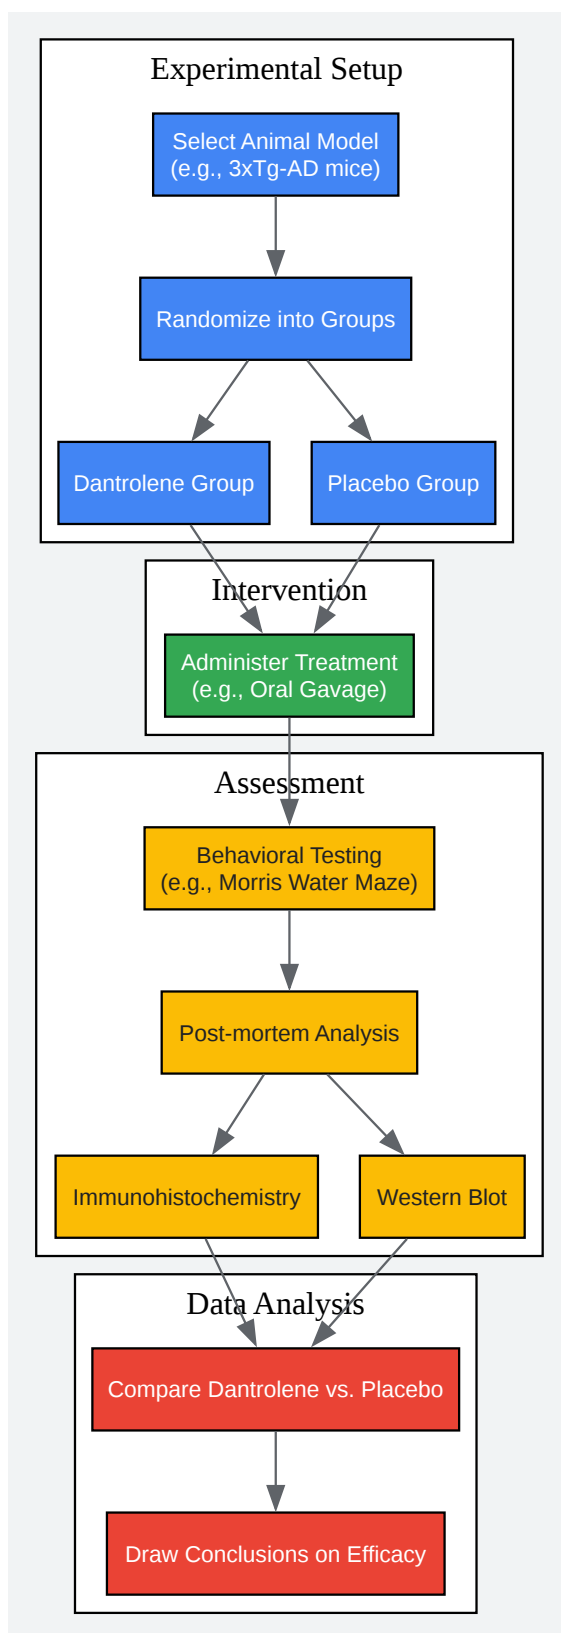 Experimental Setup
Select Animal Model
(e.g., 3xTg-AD mice)
Randomize into Groups
Dantrolene Group
Placebo Group
Intervention
Administer Treatment
(e.g., Oral Gavage)
Assessment
Behavioral Testing
(e.g., Morris Water Maze)
Post-mortem Analysis
Immunohistochemistry
Western Blot
Data Analysis
Compare Dantrolene vs. Placebo
Draw Conclusions on Efficacy